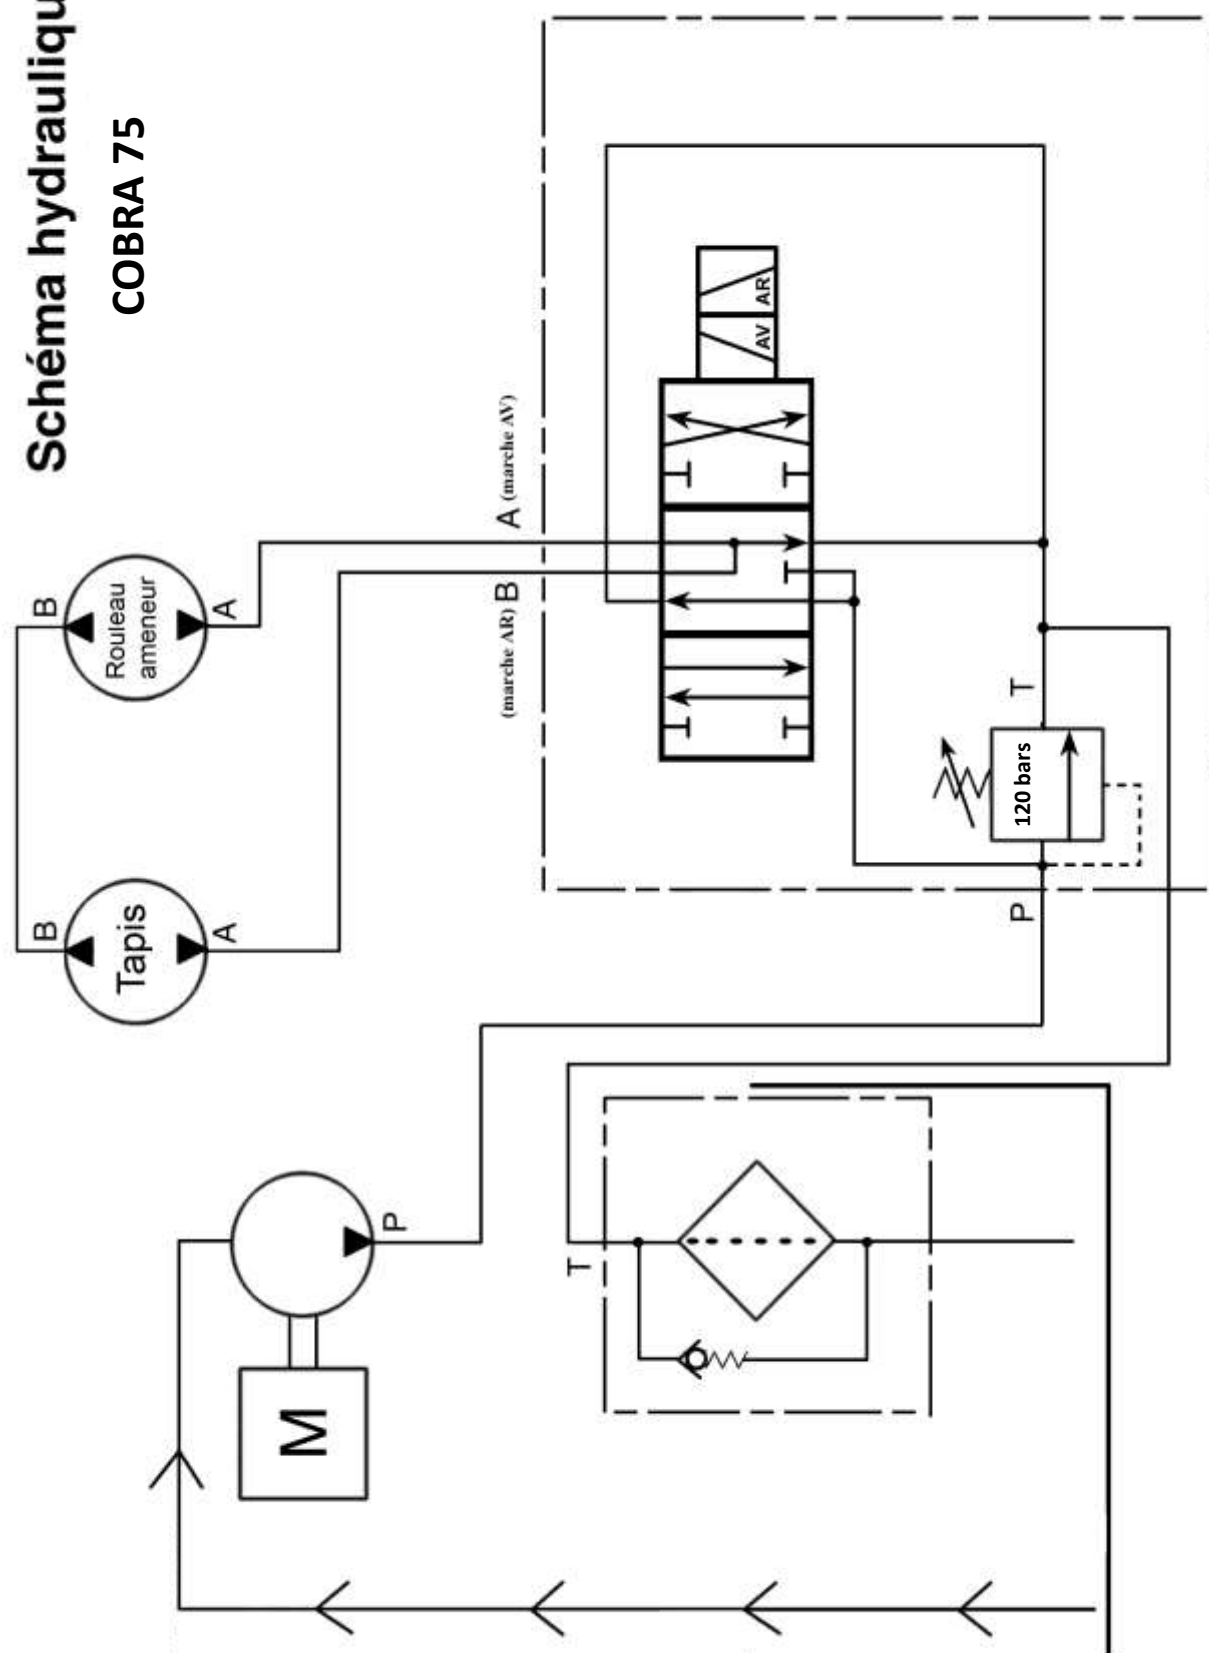 Schéma hydrauliqu
COBRA 75
B
Rouleau
ameneur
A
B
Tapis
A
A (marche AV)
(marche AR) B
AV
AR
120 bars
T
P
P
T
M